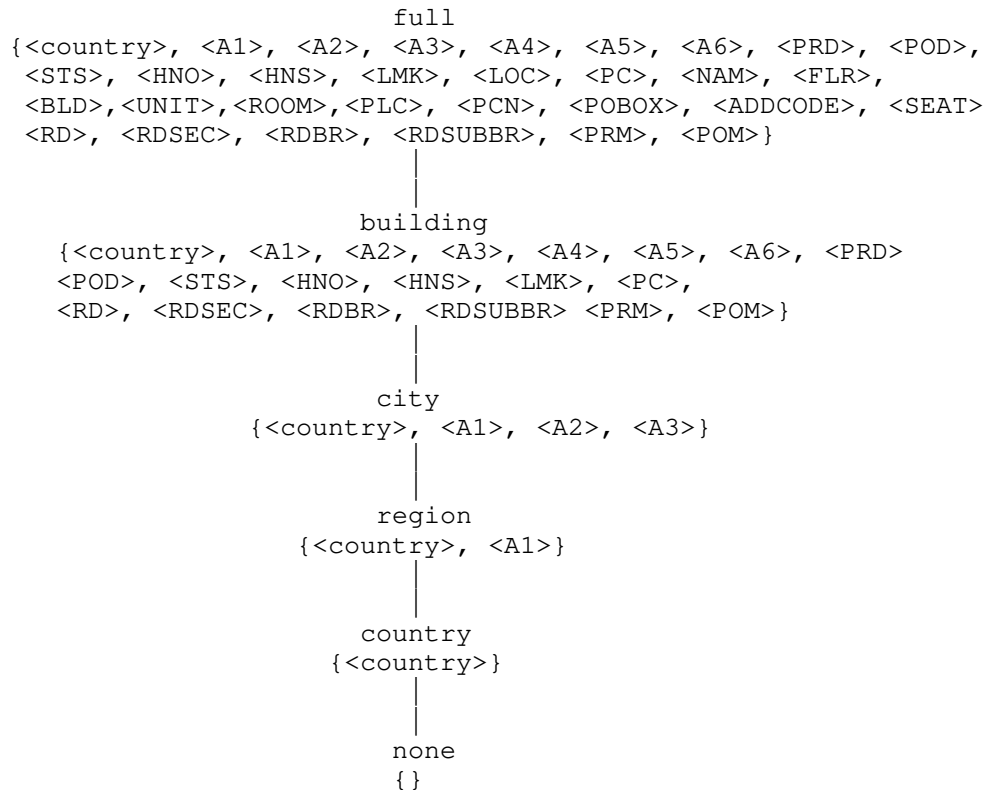 full
{<country>, <A1>, <A2>, <A3>, <A4>, <A5>, <A6>, <PRD>, <POD>,
<STS>, <HNO>, <HNS>, <LMK>, <LOC>, <PC>, <NAM>, <FLR>,
<BLD>,<UNIT>,<ROOM>,<PLC>, <PCN>, <POBOX>, <ADDCODE>, <SEAT>
<RD>, <RDSEC>, <RDBR>, <RDSUBBR>, <PRM>, <POM>}
building
{<country>, <A1>, <A2>, <A3>, <A4>, <A5>, <A6>, <PRD>
<POD>, <STS>, <HNO>, <HNS>, <LMK>, <PC>,
<RD>, <RDSEC>, <RDBR>, <RDSUBBR> <PRM>, <POM>}
city
{<country>, <A1>, <A2>, <A3>}
region
{<country>, <A1>}
country
{<country>}
none
{}